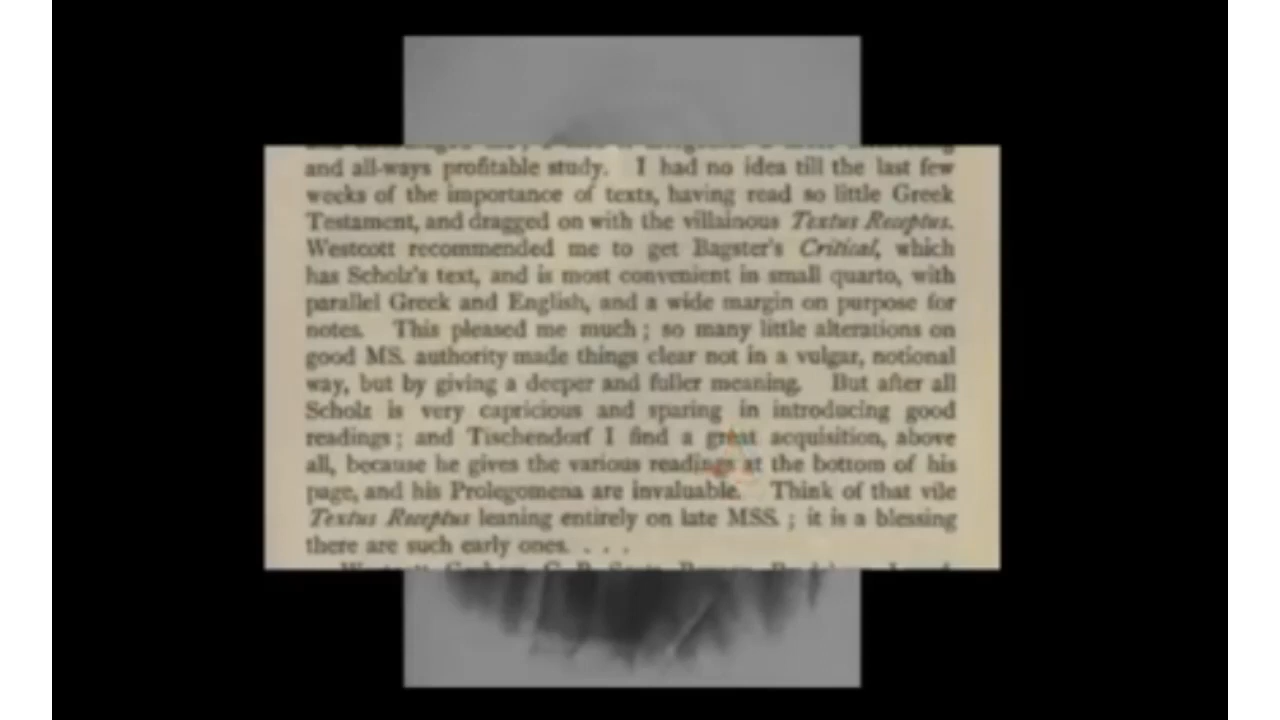 and all-ways profitable study. I had no idea till the last few
weeks of the importance of texts, having read so little Greek
Testament, and dragged on with the villainous Textus Receptus.
Westcott recommended me to get Bagster's Critical, which
has Scholz's text, and is most convenient in small quarto, with
parallel Greek and English, and a wide margin on purpose for
notes. This pleased me much ; so many little alterations on
good MS. authority made things clear not in a vulgar, notional
way, but by giving a deeper and fuller meaning. But after all
Scholz is very capricious and sparing in introducing good
readings ; and Tischendorf I find a great acquisition, above
all, because he gives the various readings at the bottom of his
page, and his Prolegomena are invaluable. Think of that vile
Textus Receptus leaning entirely on late MSS. ; it is a blessing
there are such early ones. . . .